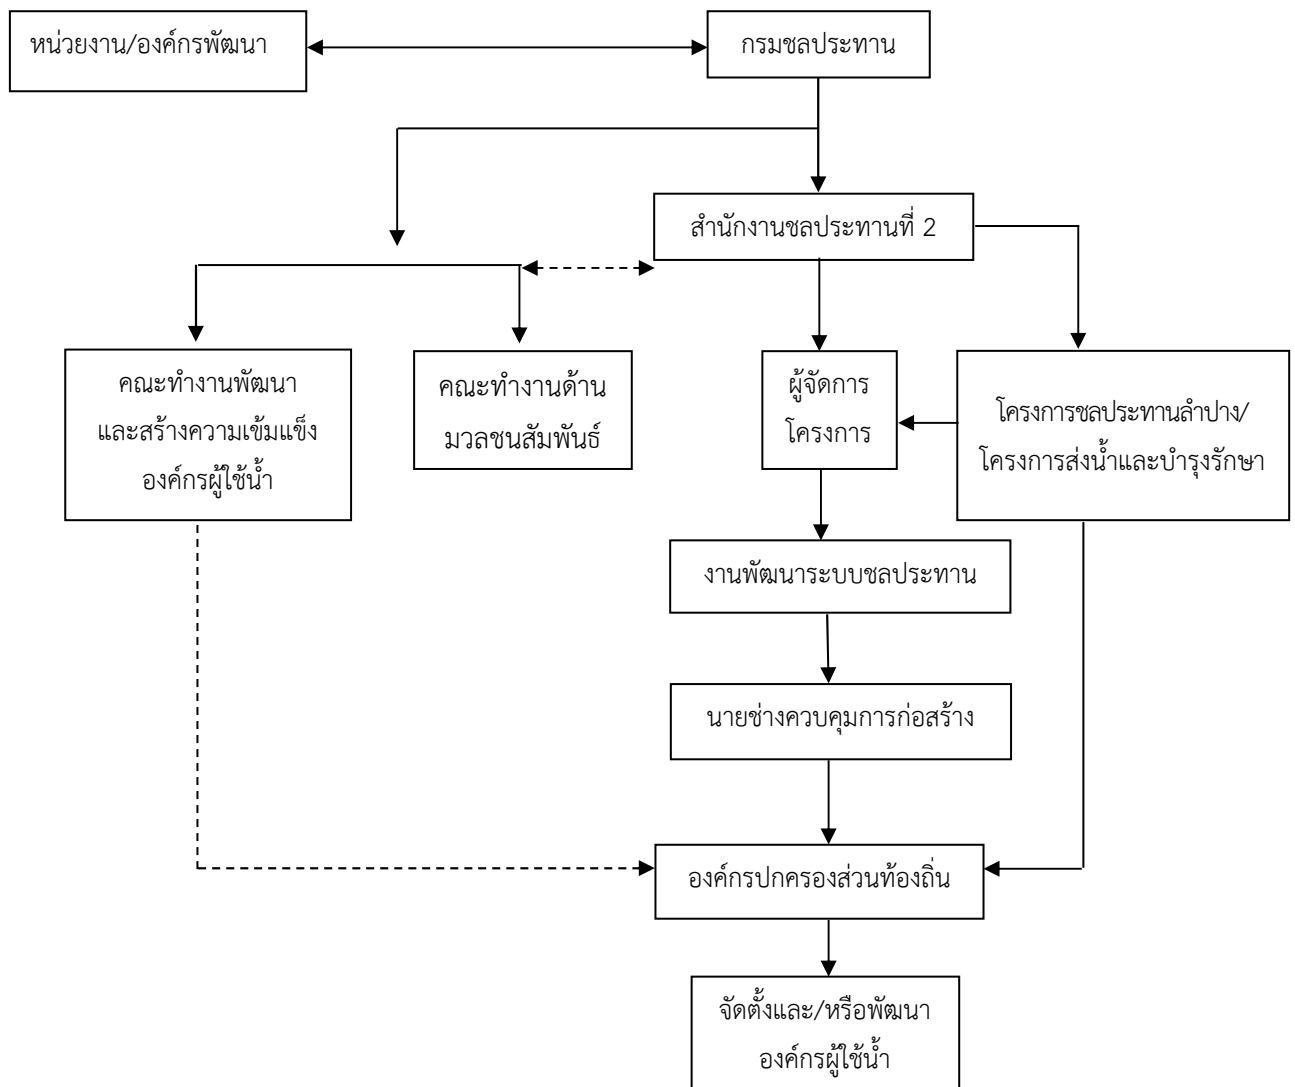 หน่วยงาน/องค์กรพัฒนา
กรมชลประทาน
สำนักงานชลประทานที่ 2
คณะทำงานพัฒนา
และสร้างความเข้มแข็ง
องค์กรผู้ใช้น้ำ
คณะทำงานด้าน
มวลชนสัมพันธ์
ผู้จัดการ
โครงการ
โครงการชลประทานลำปาง/
โครงการส่งน้ำและบำรุงรักษา
งานพัฒนาระบบชลประทาน
นายช่างควบคุมการก่อสร้าง
องค์กรปกครองส่วนท้องถิ่น
จัดตั้งและ/หรือพัฒนา
องค์กรผู้ใช้น้ำ